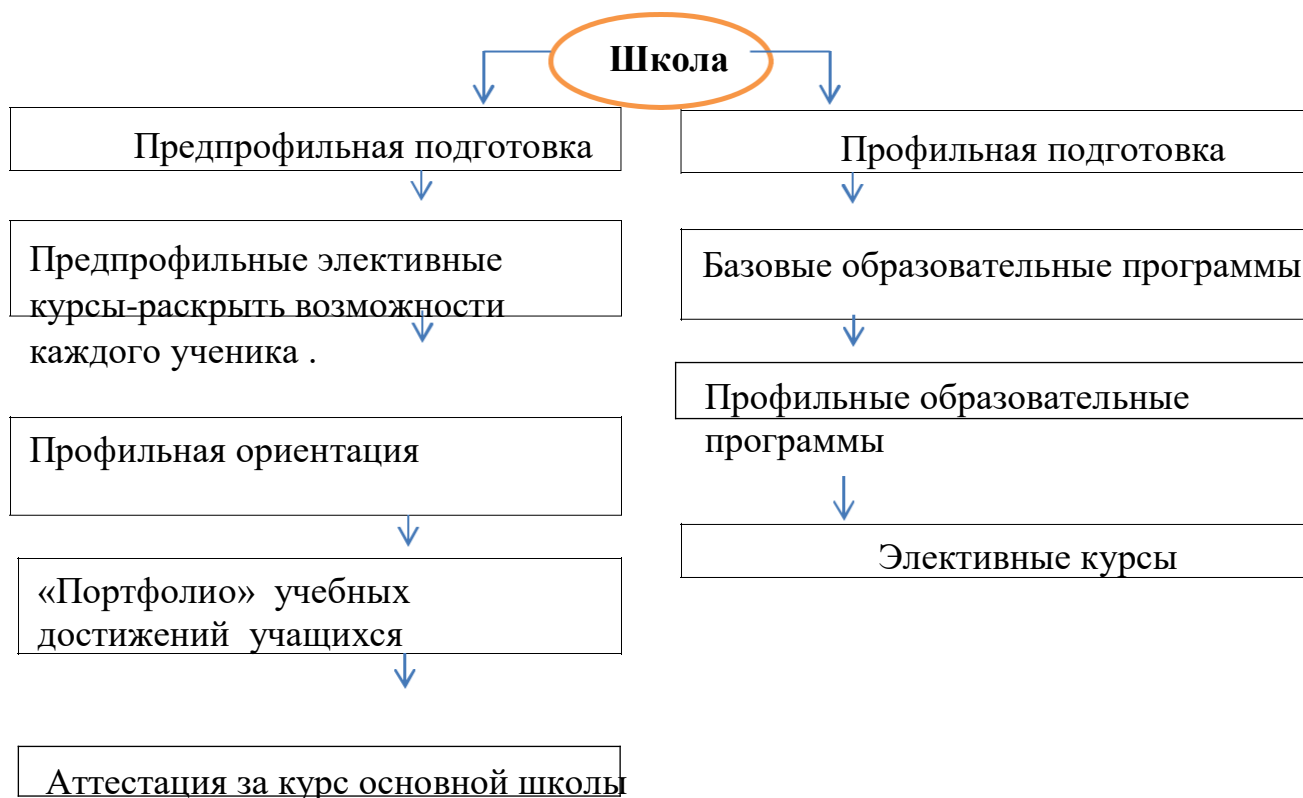 Школа
Предпрофильная подготовка
Предпрофильные элективные
курсы-раскрыть возможности
каждого ученика .
Профильная ориентация
«Портфолио» учебных
достижений учащихся
Аттестация за курс основной школы
Профильная подготовка
Базовые образовательные программы
Профильные образовательные
программы
Элективные курсы